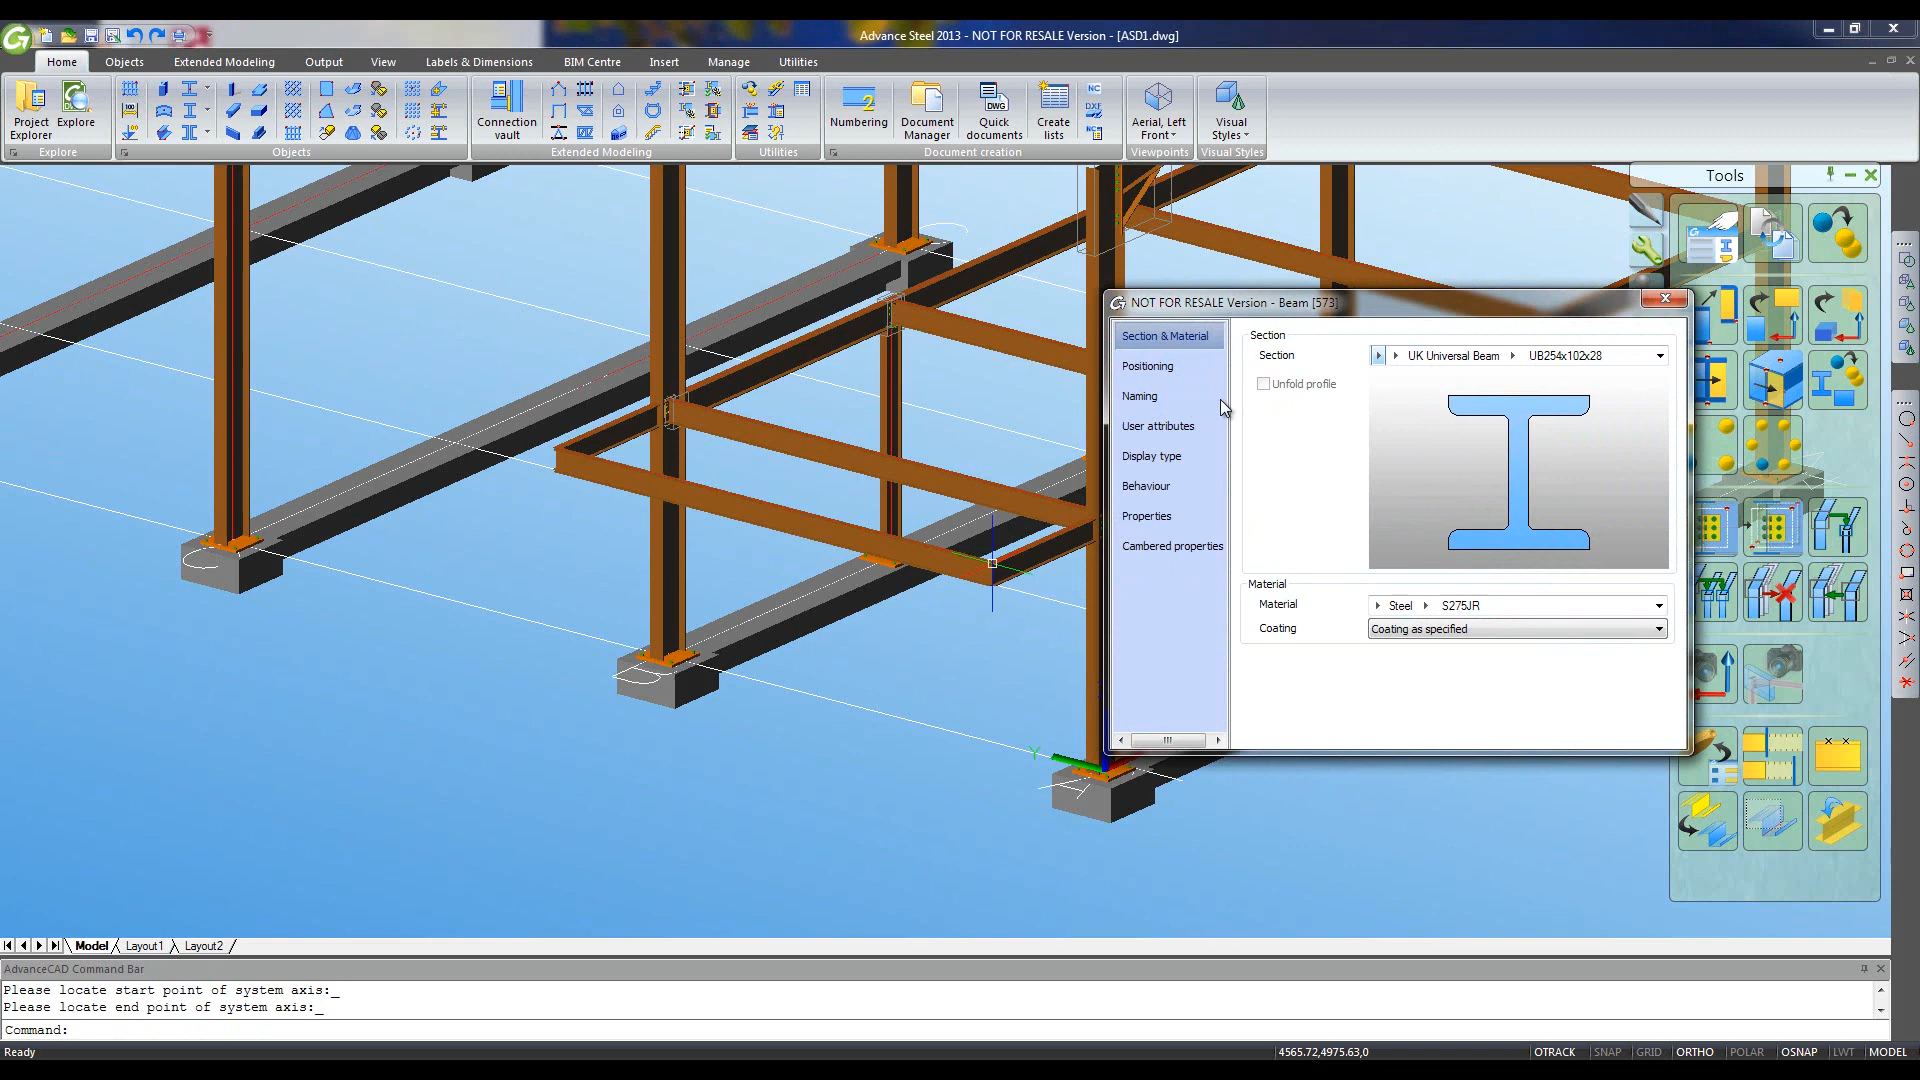 Advance Steel 2013 - NOT FOR RESALE Version - [ASD1.dwg]
Home Objects Extended Modeling Output View Labels & Dimensions BIM Centre Insert Manage Utilities
Project Explorer
Explore
Explore
Objects
Connection vault
Extended Modeling
Utilities
2
Numbering
Document Manager
DWG
Quick documents
Create lists
NC
DXF
NC
Document creation
Aerial, Left Front
Viewpoints
Visual Styles
Visual Styles
Tools
NOT FOR RESALE Version - Beam [573]
Section & Material
Positioning
Naming
User attributes
Display type
Behaviour
Properties
Cambered properties
Section
Section UK Universal Beam UB254x102x28
Unfold profile
Material
Material Steel S275JR
Coating Coating as specified
Y
Model Layout1 Layout2
AdvanceCAD Command Bar
Please locate start point of system axis:_
Please locate end point of system axis:_
Command:
Ready 4565.72,4975.63,0 OTRACK SNAP GRID ORTHO POLAR OSNAP LWT MODEL